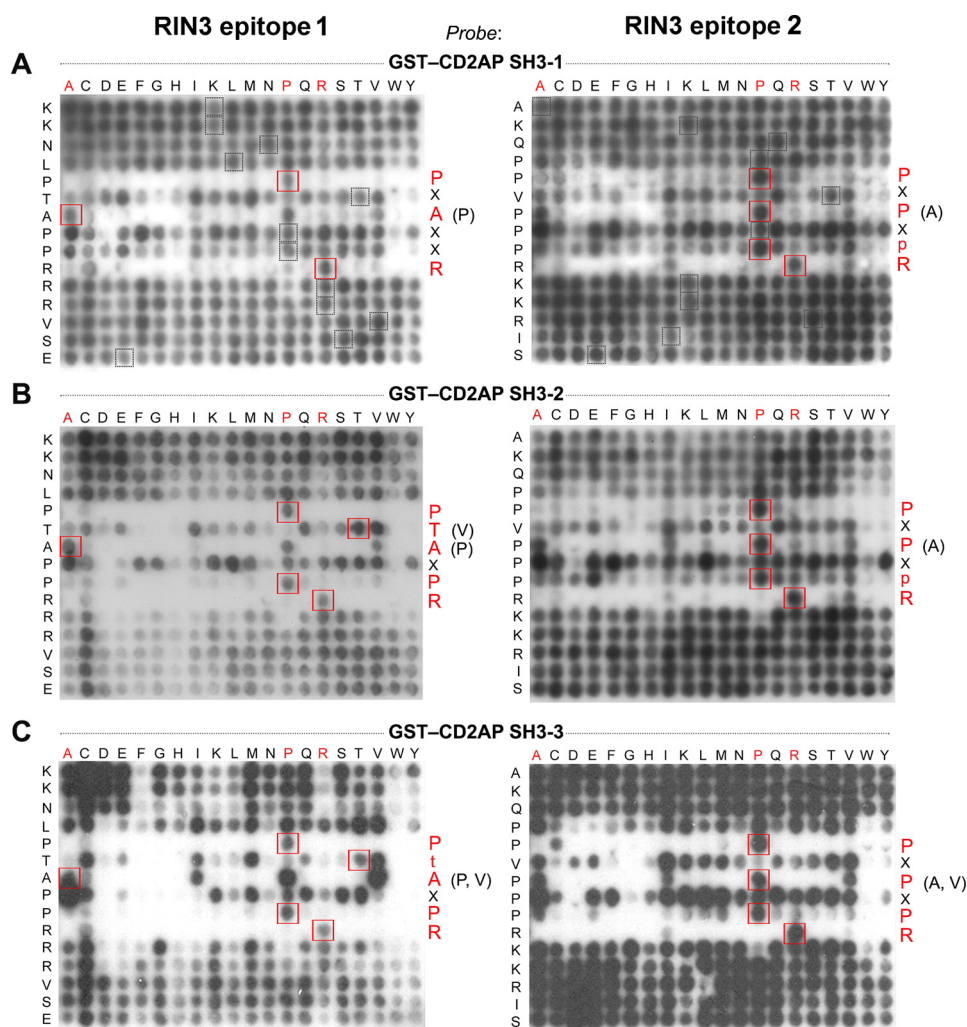 RIN3 epitope 1 Probe: RIN3 epitope 2
A GST–CD2AP SH3-1
A C D E F G H I K L M N P Q R S T V W Y A C D E F G H I K L M N P Q R S T V W Y
K A
K K
N Q
L P
P P P P
T X V X
A A (P) P P (A)
P X P X
P X P p
R R R R
R K
R K
V R
S I
E S
B GST–CD2AP SH3-2
A C D E F G H I K L M N P Q R S T V W Y A C D E F G H I K L M N P Q R S T V W Y
K A
K K
N Q
L P
P P P P
T T (V) V X
A A (P) P P (A)
P X P X
P P P p
R R R R
R K
R K
V R
S I
E S
C GST–CD2AP SH3-3
A C D E F G H I K L M N P Q R S T V W Y A C D E F G H I K L M N P Q R S T V W Y
K A
K K
N Q
L P
P P P P
T t V X
A A (P, V) P P (A, V)
P X P X
P P P P
R R R R
R K
R K
V R
S I
E S